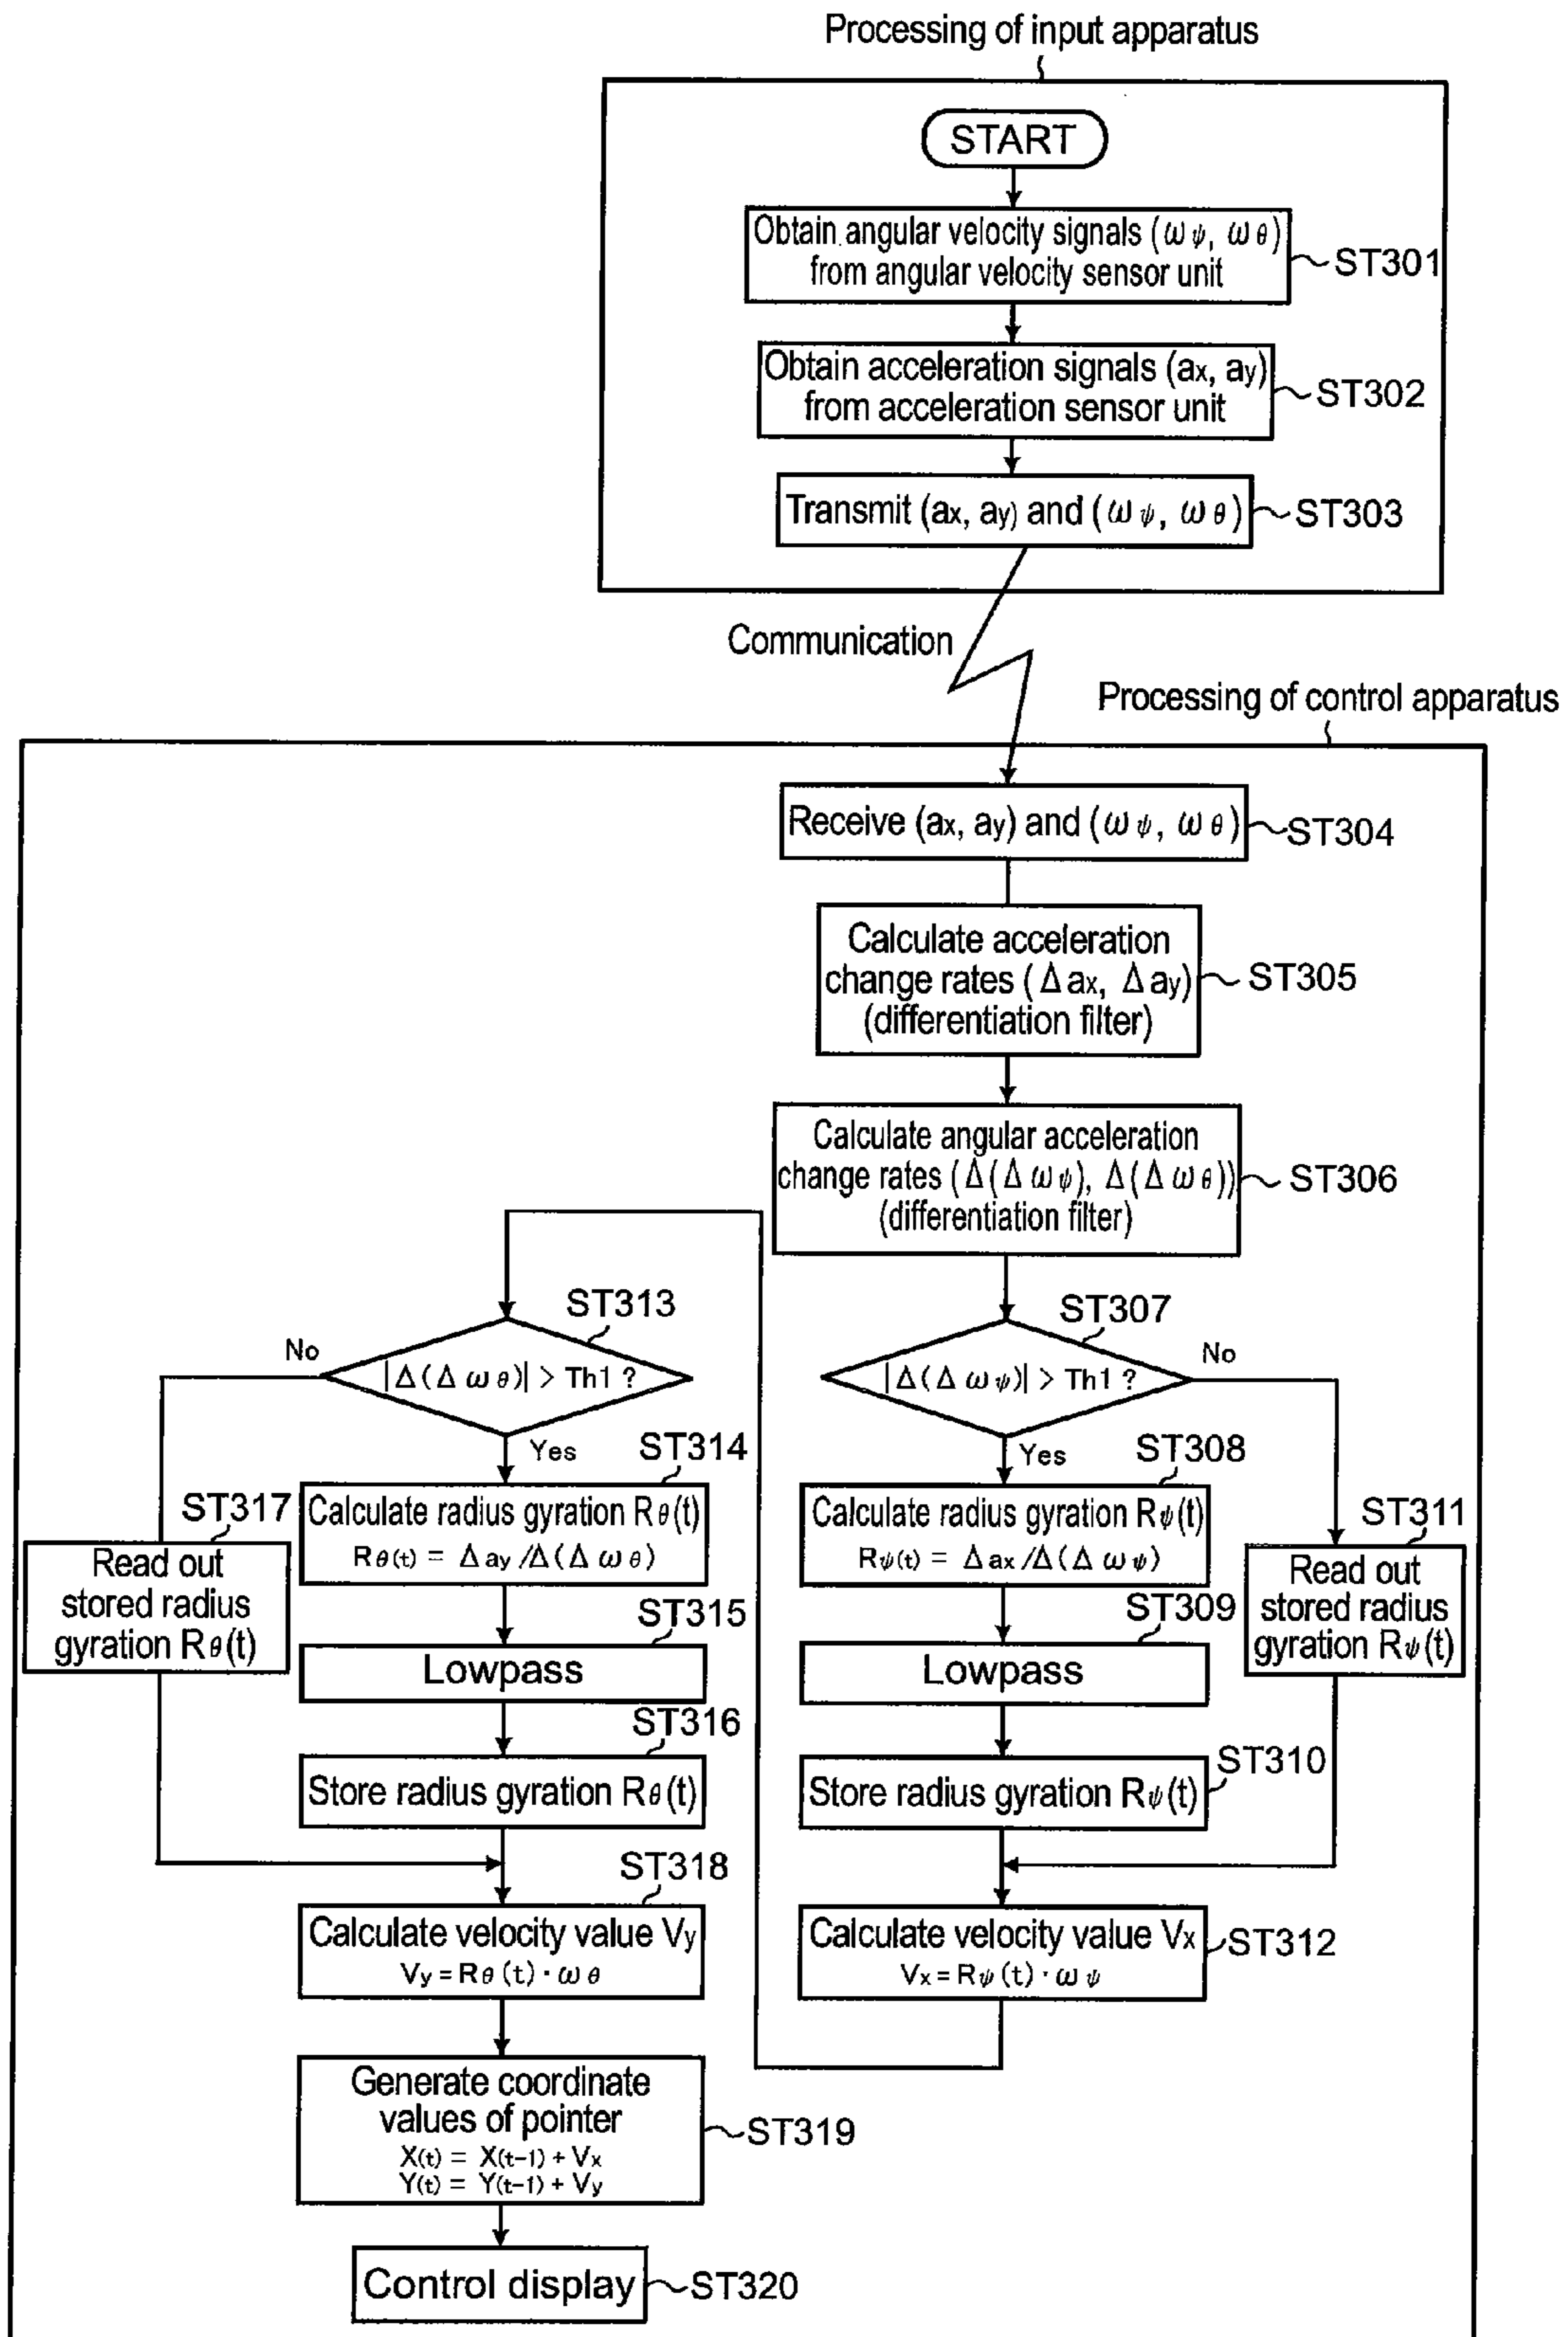 Processing of input apparatus
START
Obtain angular velocity signals (ωψ, ωθ)
from angular velocity sensor unit
ST301
Obtain acceleration signals (ax, ay)
from acceleration sensor unit
ST302
Transmit (ax, ay) and (ωψ, ωθ)
ST303
Communication
Processing of control apparatus
Receive (ax, ay) and (ωψ, ωθ)
ST304
Calculate acceleration
change rates (Δax, Δay)
(differentiation filter)
ST305
Calculate angular acceleration
change rates (Δ(Δωψ), Δ(Δωθ))
(differentiation filter)
ST306
ST307
|Δ(Δωψ)| > Th1 ?
No
Yes
ST308
Calculate radius gyration Rψ(t)
Rψ(t) = Δax/Δ(Δωψ)
ST309
Lowpass
ST310
Store radius gyration Rψ(t)
ST311
Read out
stored radius
gyration Rψ(t)
Calculate velocity value Vx
Vx = Rψ(t)・ωψ
ST312
ST313
|Δ(Δωθ)| > Th1 ?
No
Yes
ST314
Calculate radius gyration Rθ(t)
Rθ(t) = Δay/Δ(Δωθ)
ST315
Lowpass
ST316
Store radius gyration Rθ(t)
ST317
Read out
stored radius
gyration Rθ(t)
ST318
Calculate velocity value Vy
Vy = Rθ(t)・ωθ
Generate coordinate
values of pointer
X(t) = X(t-1) + Vx
Y(t) = Y(t-1) + Vy
ST319
Control display
ST320